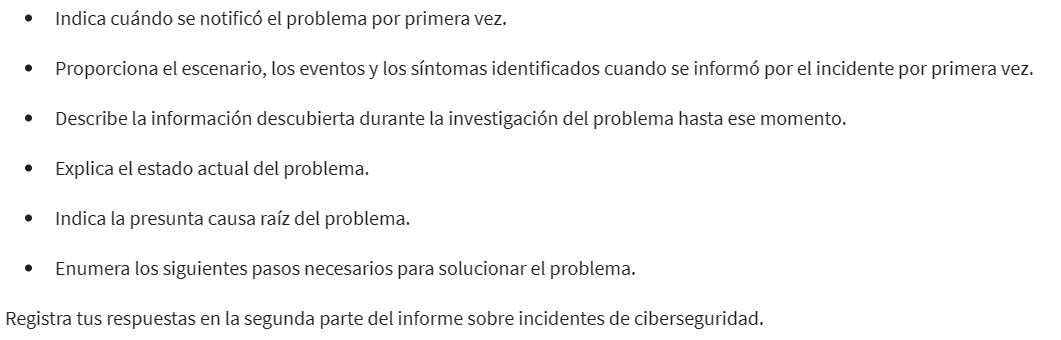 • Indica cuándo se notificó el problema por primera vez.
• Proporciona el escenario, los eventos y los síntomas identificados cuando se informó por el incidente por primera vez.
• Describe la información descubierta durante la investigación del problema hasta ese momento.
• Explica el estado actual del problema.
• Indica la presunta causa raíz del problema.
• Enumera los siguientes pasos necesarios para solucionar el problema.
Registra tus respuestas en la segunda parte del informe sobre incidentes de ciberseguridad.